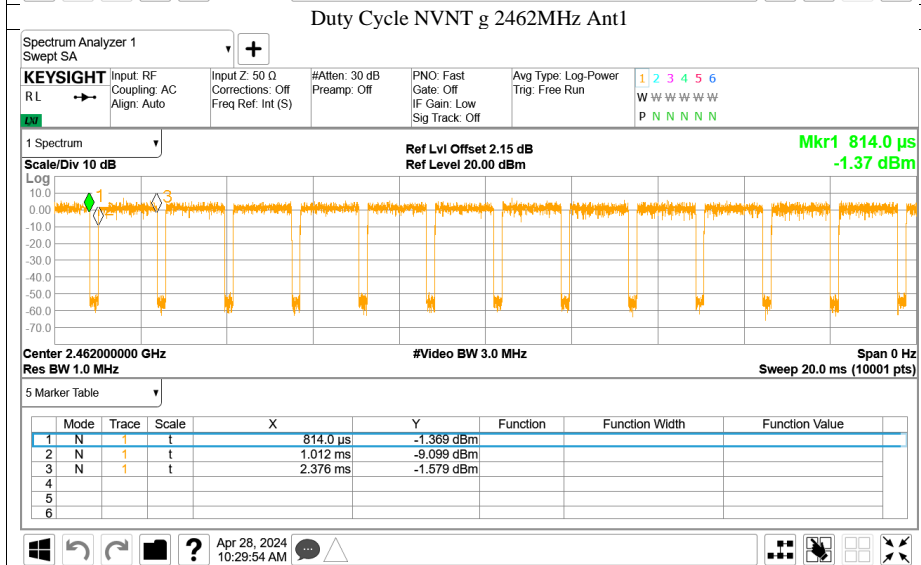 Duty Cycle NVNT g 2462MHz Ant1
Spectrum Analyzer 1
Swept SA
KEYSIGHT Input: RF Input Z: 50 Ω #Atten: 30 dB PNO: Fast Avg Type: Log-Power 1 2 3 4 5 6
R L Coupling: AC Corrections: Off Preamp: Off Gate: Off Trig: Free Run W W W W W W
Align: Auto Freq Ref: Int (S) IF Gain: Low P N N N N N
LXI Sig Track: Off
1 Spectrum Ref Lvl Offset 2.15 dB Mkr1 814.0 µs
Scale/Div 10 dB Ref Level 20.00 dBm -1.37 dBm
Log
10.0 1 3
0.00 2
-10.0
-20.0
-30.0
-40.0
-50.0
-60.0
-70.0
Center 2.462000000 GHz #Video BW 3.0 MHz Span 0 Hz
Res BW 1.0 MHz Sweep 20.0 ms (10001 pts)
5 Marker Table
Mode Trace Scale X Y Function Function Width Function Value
1 N 1 t 814.0 µs -1.369 dBm
2 N 1 t 1.012 ms -9.099 dBm
3 N 1 t 2.376 ms -1.579 dBm
4
5
6
? Apr 28, 2024
10:29:54 AM